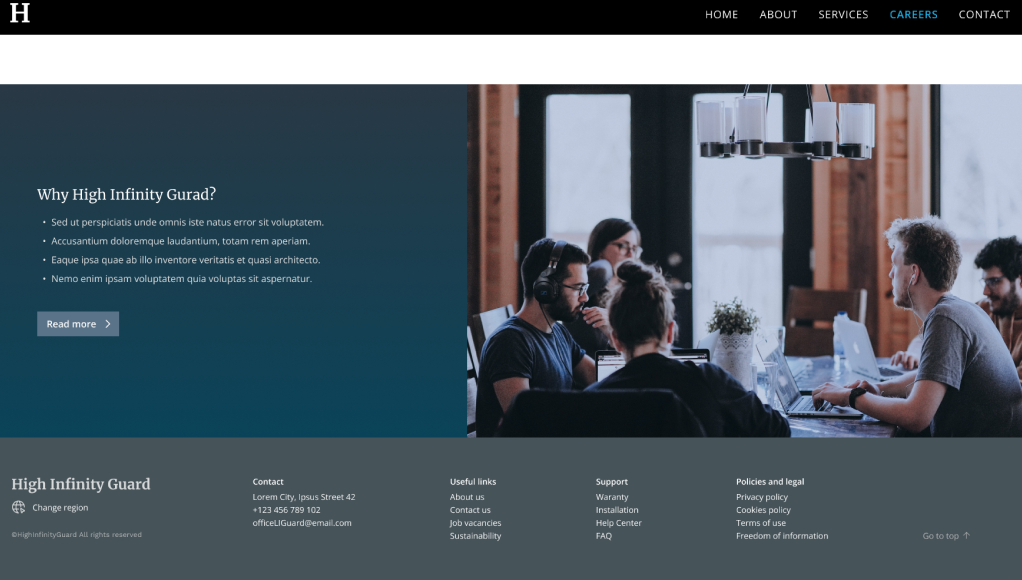 H
HOME ABOUT SERVICES CAREERS CONTACT
Why High Infinity Gurad?
• Sed ut perspiciatis unde omnis iste natus error sit voluptatem.
• Accusantium doloremque laudantium, totam rem aperiam.
• Eaque ipsa quae ab illo inventore veritatis et quasi architecto.
• Nemo enim ipsam voluptatem quia voluptas sit aspernatur.
Read more
High Infinity Guard
Change region
©HighInfinityGuard All rights reserved
Contact
Lorem City, Ipsus Street 42
+123 456 789 102
officeLIGuard@email.com
Useful links
About us
Contact us
Job vacancies
Sustainability
Support
Waranty
Installation
Help Center
FAQ
Policies and legal
Privacy policy
Cookies policy
Terms of use
Freedom of information
Go to top ↑